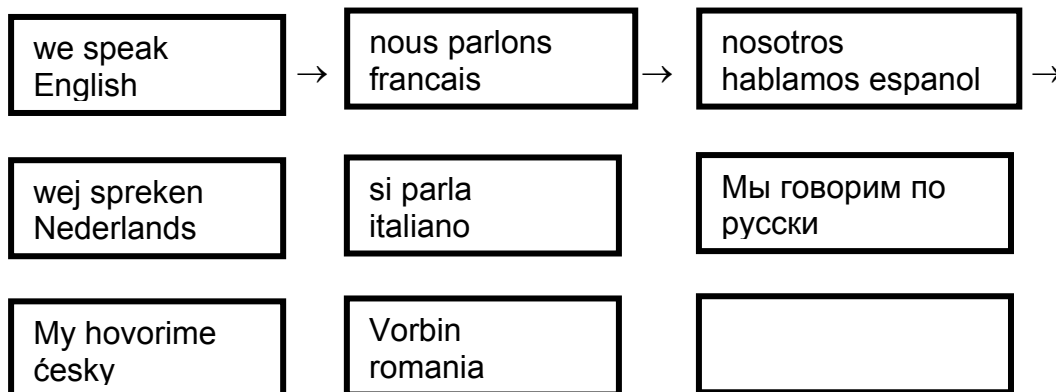 we speak
English
→
nous parlons
francais
→
nosotros
hablamos espanol
→
wej spreken
Nederlands
si parla
italiano
Мы говорим по
русски
My hovorime
ćesky
Vorbin
romania